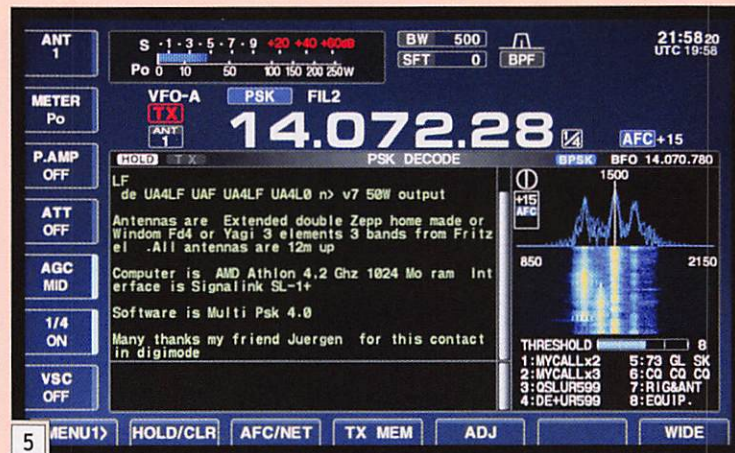 ANT
1
S ·1·3·5·7·9 +20 +40 +60dB
Po 0 10 50 100 150 200 250W
BW 500
SFT 0
BPF
21:58 20
UTC 19:58
METER
Po
VFO-A PSK FIL2
TX
ANT
1
14.072.28
1/4
AFC +15
P.AMP
OFF
HOLD TX PSK DECODE BPSK BFO 14.070.780
LF
de UA4LF UAF UA4LF UA4L0 n> v7 50W output
Antennas are Extended double Zepp home made or
Windom Fd4 or Yagi 3 elements 3 bands from Fritz
el .All antennas are 12m up
Computer is AMD Athlon 4.2 Ghz 1024 Mo ram Int
erface is Signalink SL-1+
Software is Multi Psk 4.0
Many thanks my friend Juergen for this contact
in digimode
1500
+15
AFC
850 2150
THRESHOLD 8
1:MYCALLx2 5:73 GL SK
2:MYCALLx3 6:CQ CQ CQ
3:QSLUR599 7:RIG&ANT
4:DE+UR599 8:EQUIP.
ATT
OFF
AGC
MID
1/4
ON
VSC
OFF
5
MENU1> HOLD/CLR AFC/NET TX MEM ADJ WIDE